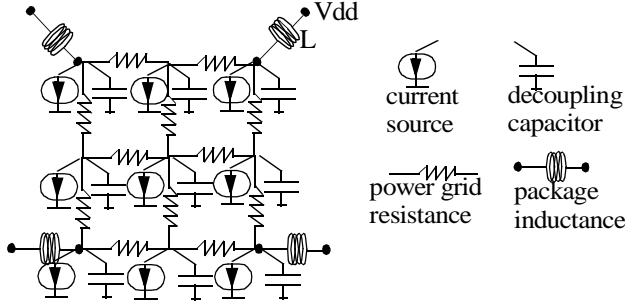 Vdd
L
current
source
decoupling
capacitor
power grid
resistance
package
inductance